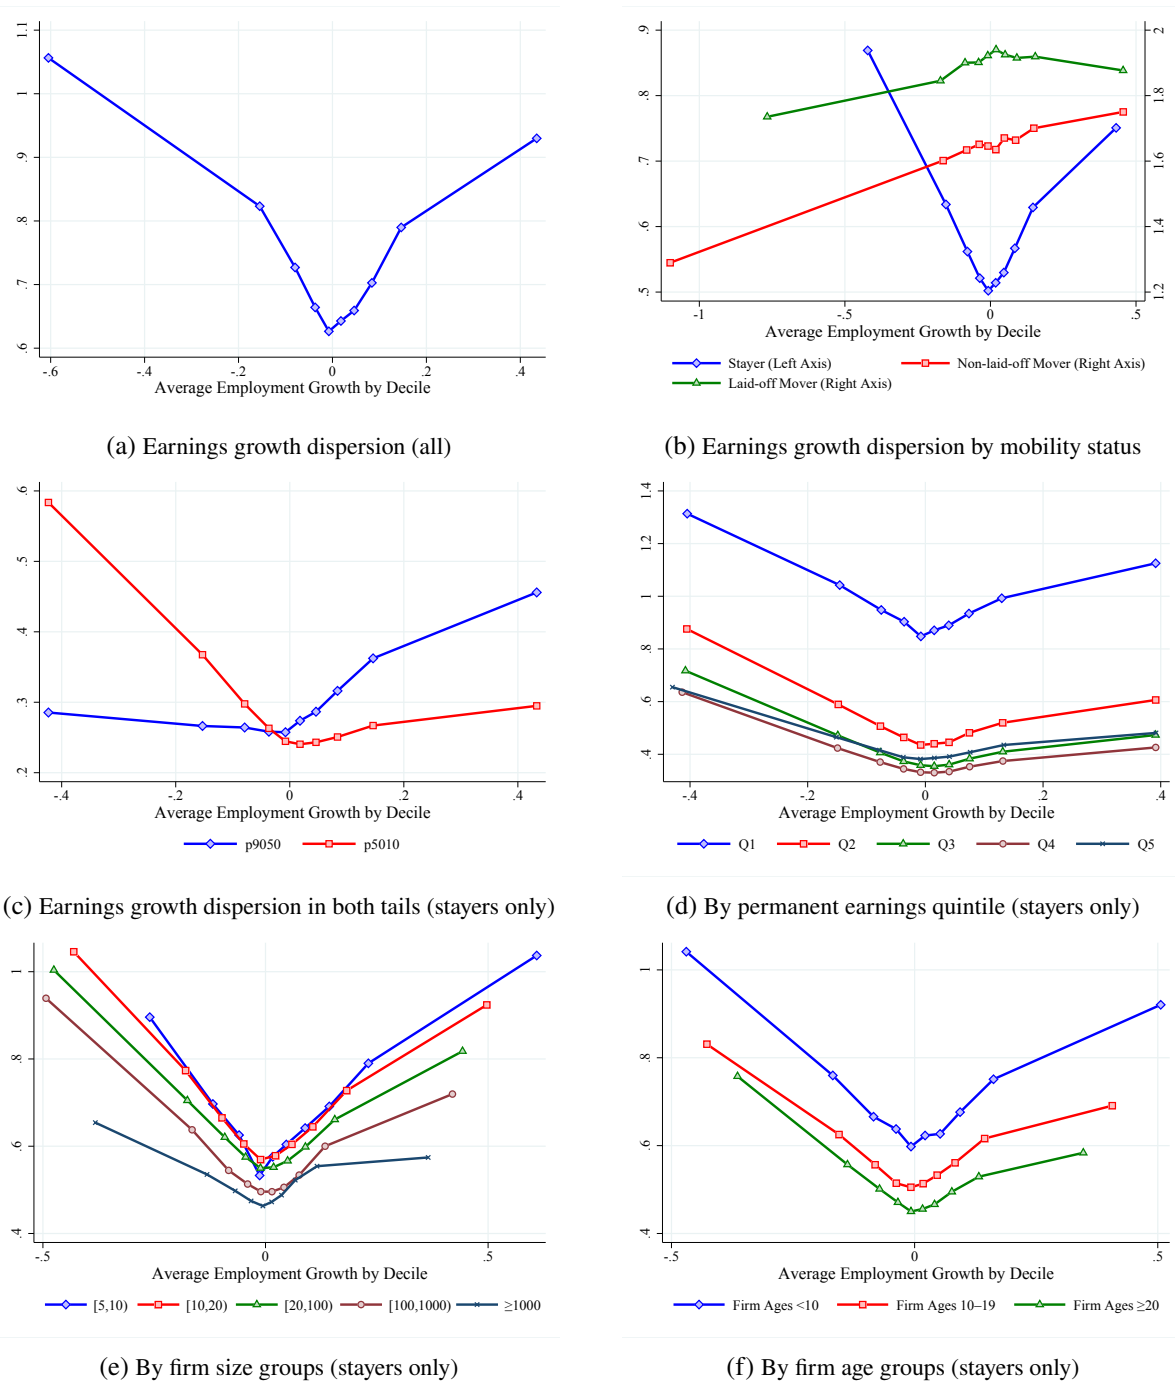 1.1
1
.9
.8
.7
.6
-.6
-.4
-.2
0
.2
.4
Average Employment Growth by Decile
(a) Earnings growth dispersion (all)
.9
.8
.7
.6
.5
2
1.8
1.6
1.4
1.2
-1
-.5
0
.5
Average Employment Growth by Decile
Stayer (Left Axis)
Non-laid-off Mover (Right Axis)
Laid-off Mover (Right Axis)
(b) Earnings growth dispersion by mobility status
.6
.5
.4
.3
.2
-.4
-.2
0
.2
.4
Average Employment Growth by Decile
p9050
p5010
(c) Earnings growth dispersion in both tails (stayers only)
1.4
1.2
1
.8
.6
.4
-.4
-.2
0
.2
.4
Average Employment Growth by Decile
Q1
Q2
Q3
Q4
Q5
(d) By permanent earnings quintile (stayers only)
1
.8
.6
.4
-.5
0
.5
Average Employment Growth by Decile
[5,10)
[10,20)
[20,100)
[100,1000)
≥1000
(e) By firm size groups (stayers only)
1
.8
.6
.4
-.5
0
.5
Average Employment Growth by Decile
Firm Ages <10
Firm Ages 10–19
Firm Ages ≥20
(f) By firm age groups (stayers only)